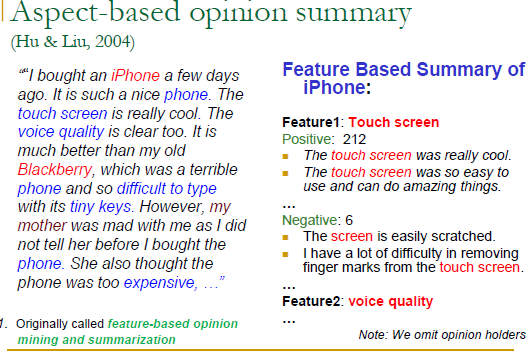 Aspect-based opinion summary
(Hu & Liu, 2004)
““I bought an iPhone a few days
ago. It is such a nice phone. The
touch screen is really cool. The
voice quality is clear too. It is
much better than my old
Blackberry, which was a terrible
phone and so difficult to type
with its tiny keys. However, my
mother was mad with me as I did
not tell her before I bought the
phone. She also thought the
phone was too expensive, …”
1. Originally called feature-based opinion
mining and summarization
Feature Based Summary of
iPhone:
Feature1: Touch screen
Positive: 212
■ The touch screen was really cool.
■ The touch screen was so easy to
use and can do amazing things.
…
Negative: 6
■ The screen is easily scratched.
■ I have a lot of difficulty in removing
finger marks from the touch screen.
…
Feature2: voice quality
…
Note: We omit opinion holders